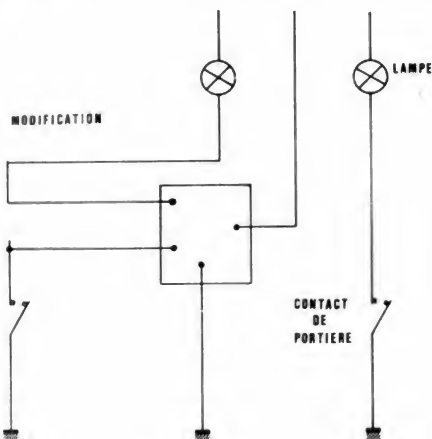 LAMPE
MODIFICATION
CONTACT
DE
PORTIERE